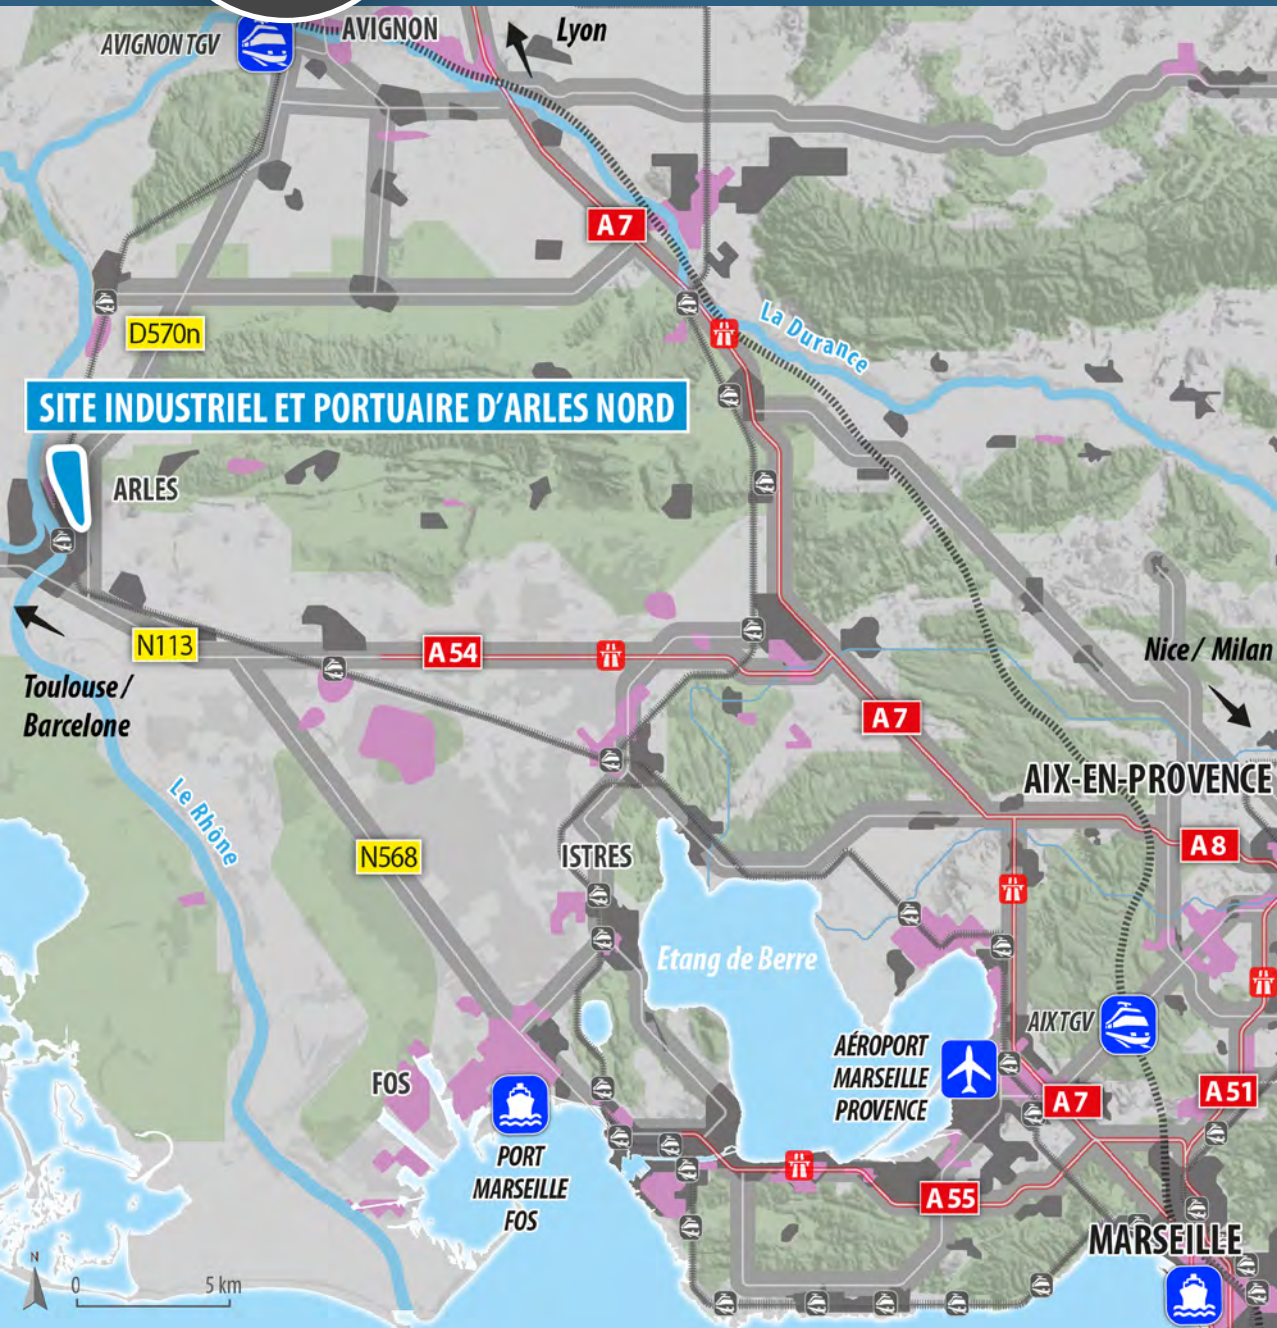 AVIGNON TGV
AVIGNON
Lyon
A7
La Durance
D570n
SITE INDUSTRIEL ET PORTUAIRE D'ARLES NORD
ARLES
N113
A54
Toulouse /
Barcelone
Nice / Milan
A7
AIX-EN-PROVENCE
Le Rhône
N568
ISTRES
A8
Etang de Berre
AIX TGV
AÉROPORT
MARSEILLE
PROVENCE
FOS
A7
A51
PORT
MARSEILLE
FOS
A55
MARSEILLE
N
0
5 km